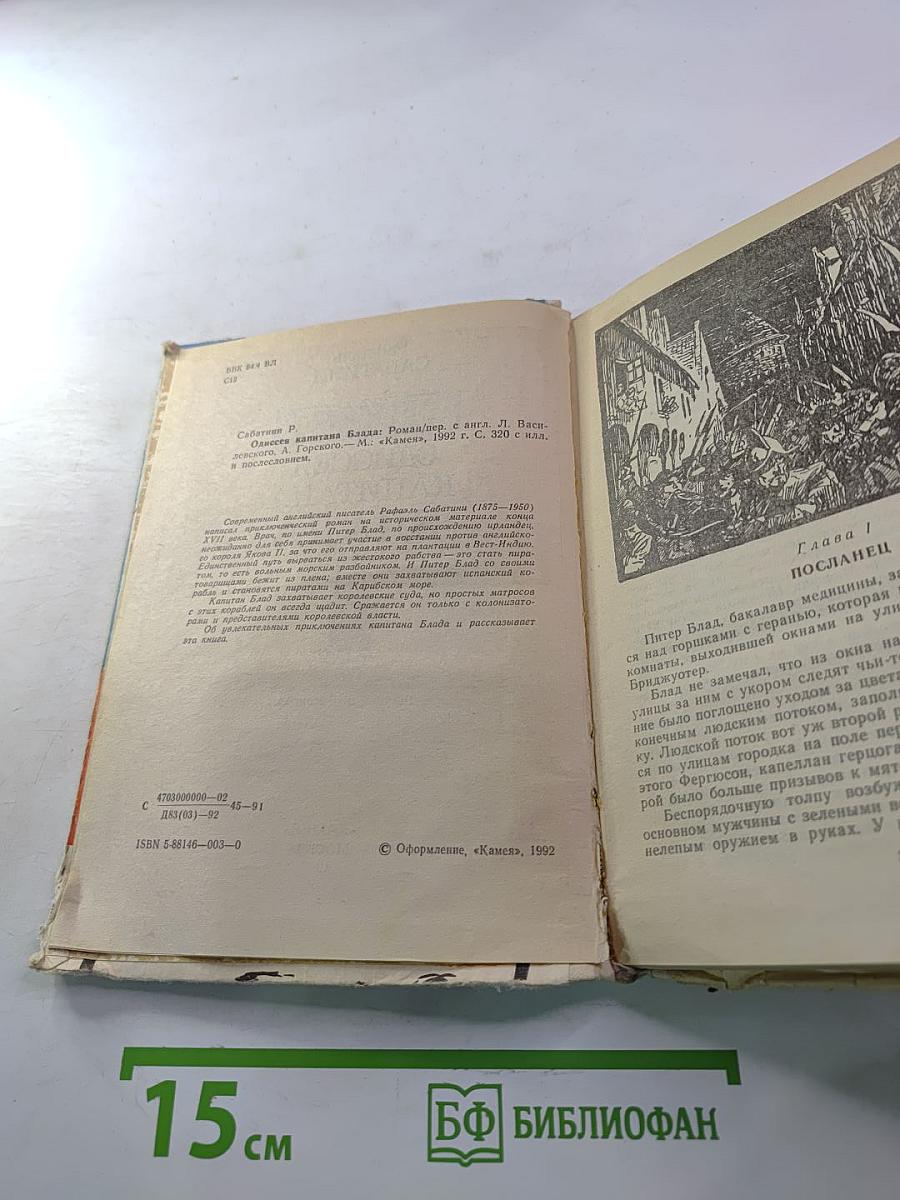 ББК 84Ч ВЛ
С12
Сабатини Р.
Одиссея капитана Блада: Роман/пер. с англ. Л. Васи-
левского, А. Горского.— М.: «Камея», 1992 г. С. 320 с илл.
и послесловием.
Современный английский писатель Рафаэль Сабатини (1875—1950)
написал приключенческий роман на историческом материале конца
XVII века. Врач, по имени Питер Блад, по происхождению ирландец,
неожиданно для себя принимает участие в восстании против английско-
го короля Якова II, за что его отправляют на плантации в Вест-Индию.
Единственный путь вырваться из жестокого рабства — это стать пира-
том, то есть вольным морским разбойником. И Питер Блад со своими
товарищами бежит из плена; вместе они захватывают испанский ко-
рабль и становятся пиратами на Карибском море.
Капитан Блад захватывает королевские суда, но простых матросов
с этих кораблей он всегда щадит. Сражается он только с колонизато-
рами и представителями королевской власти.
Об увлекательных приключениях капитана Блада и рассказывает
эта книга.
С 4703000000—02 45—91
Д83(03)—92
ISBN 5-88146—003—0
© Оформление, «Камея», 1992
Глава I
ПОСЛАНЕЦ
Питер Блад, бакалавр медицины, за
ся над горшками с геранью, которая
комнаты, выходившей окнами на ули
Бриджуотер.
Блад не замечал, что из окна на
улицы за ним с укором следят чьи-т
ние было поглощено уходом за цвета
конечным людским потоком, запол
ку. Людской поток вот уж второй р
ся по улицам городка на поле пер
этого Фергюсон, капеллан герцога
рой было больше призывов к мят
Беспорядочную толпу возбуж
основном мужчины с зелеными в
нелепым оружием в руках. У
15 см
БФ БИБЛИОФАН